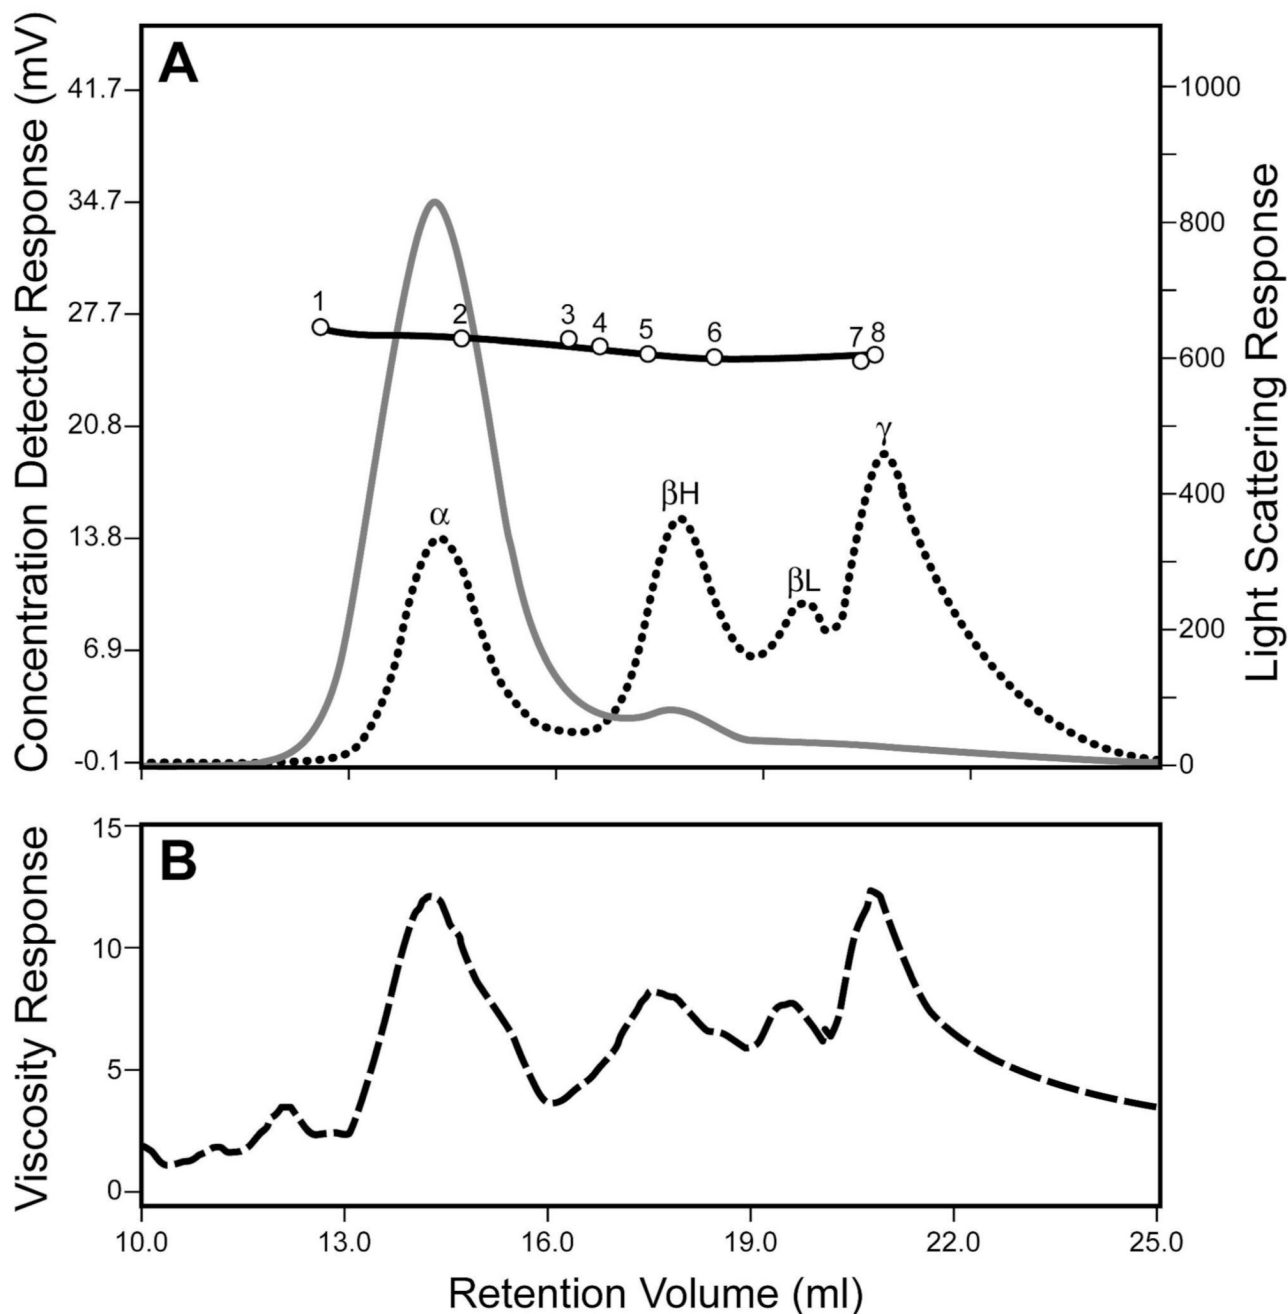 A
Concentration Detector Response (mV)
41.7
34.7
27.7
20.8
13.8
6.9
-0.1
1 2 3 4 5 6 7 8
α
βH
βL
γ
1000
800
600
400
200
0
Light Scattering Response
B
Viscosity Response
15
10
5
0
10.0 13.0 16.0 19.0 22.0 25.0
Retention Volume (ml)